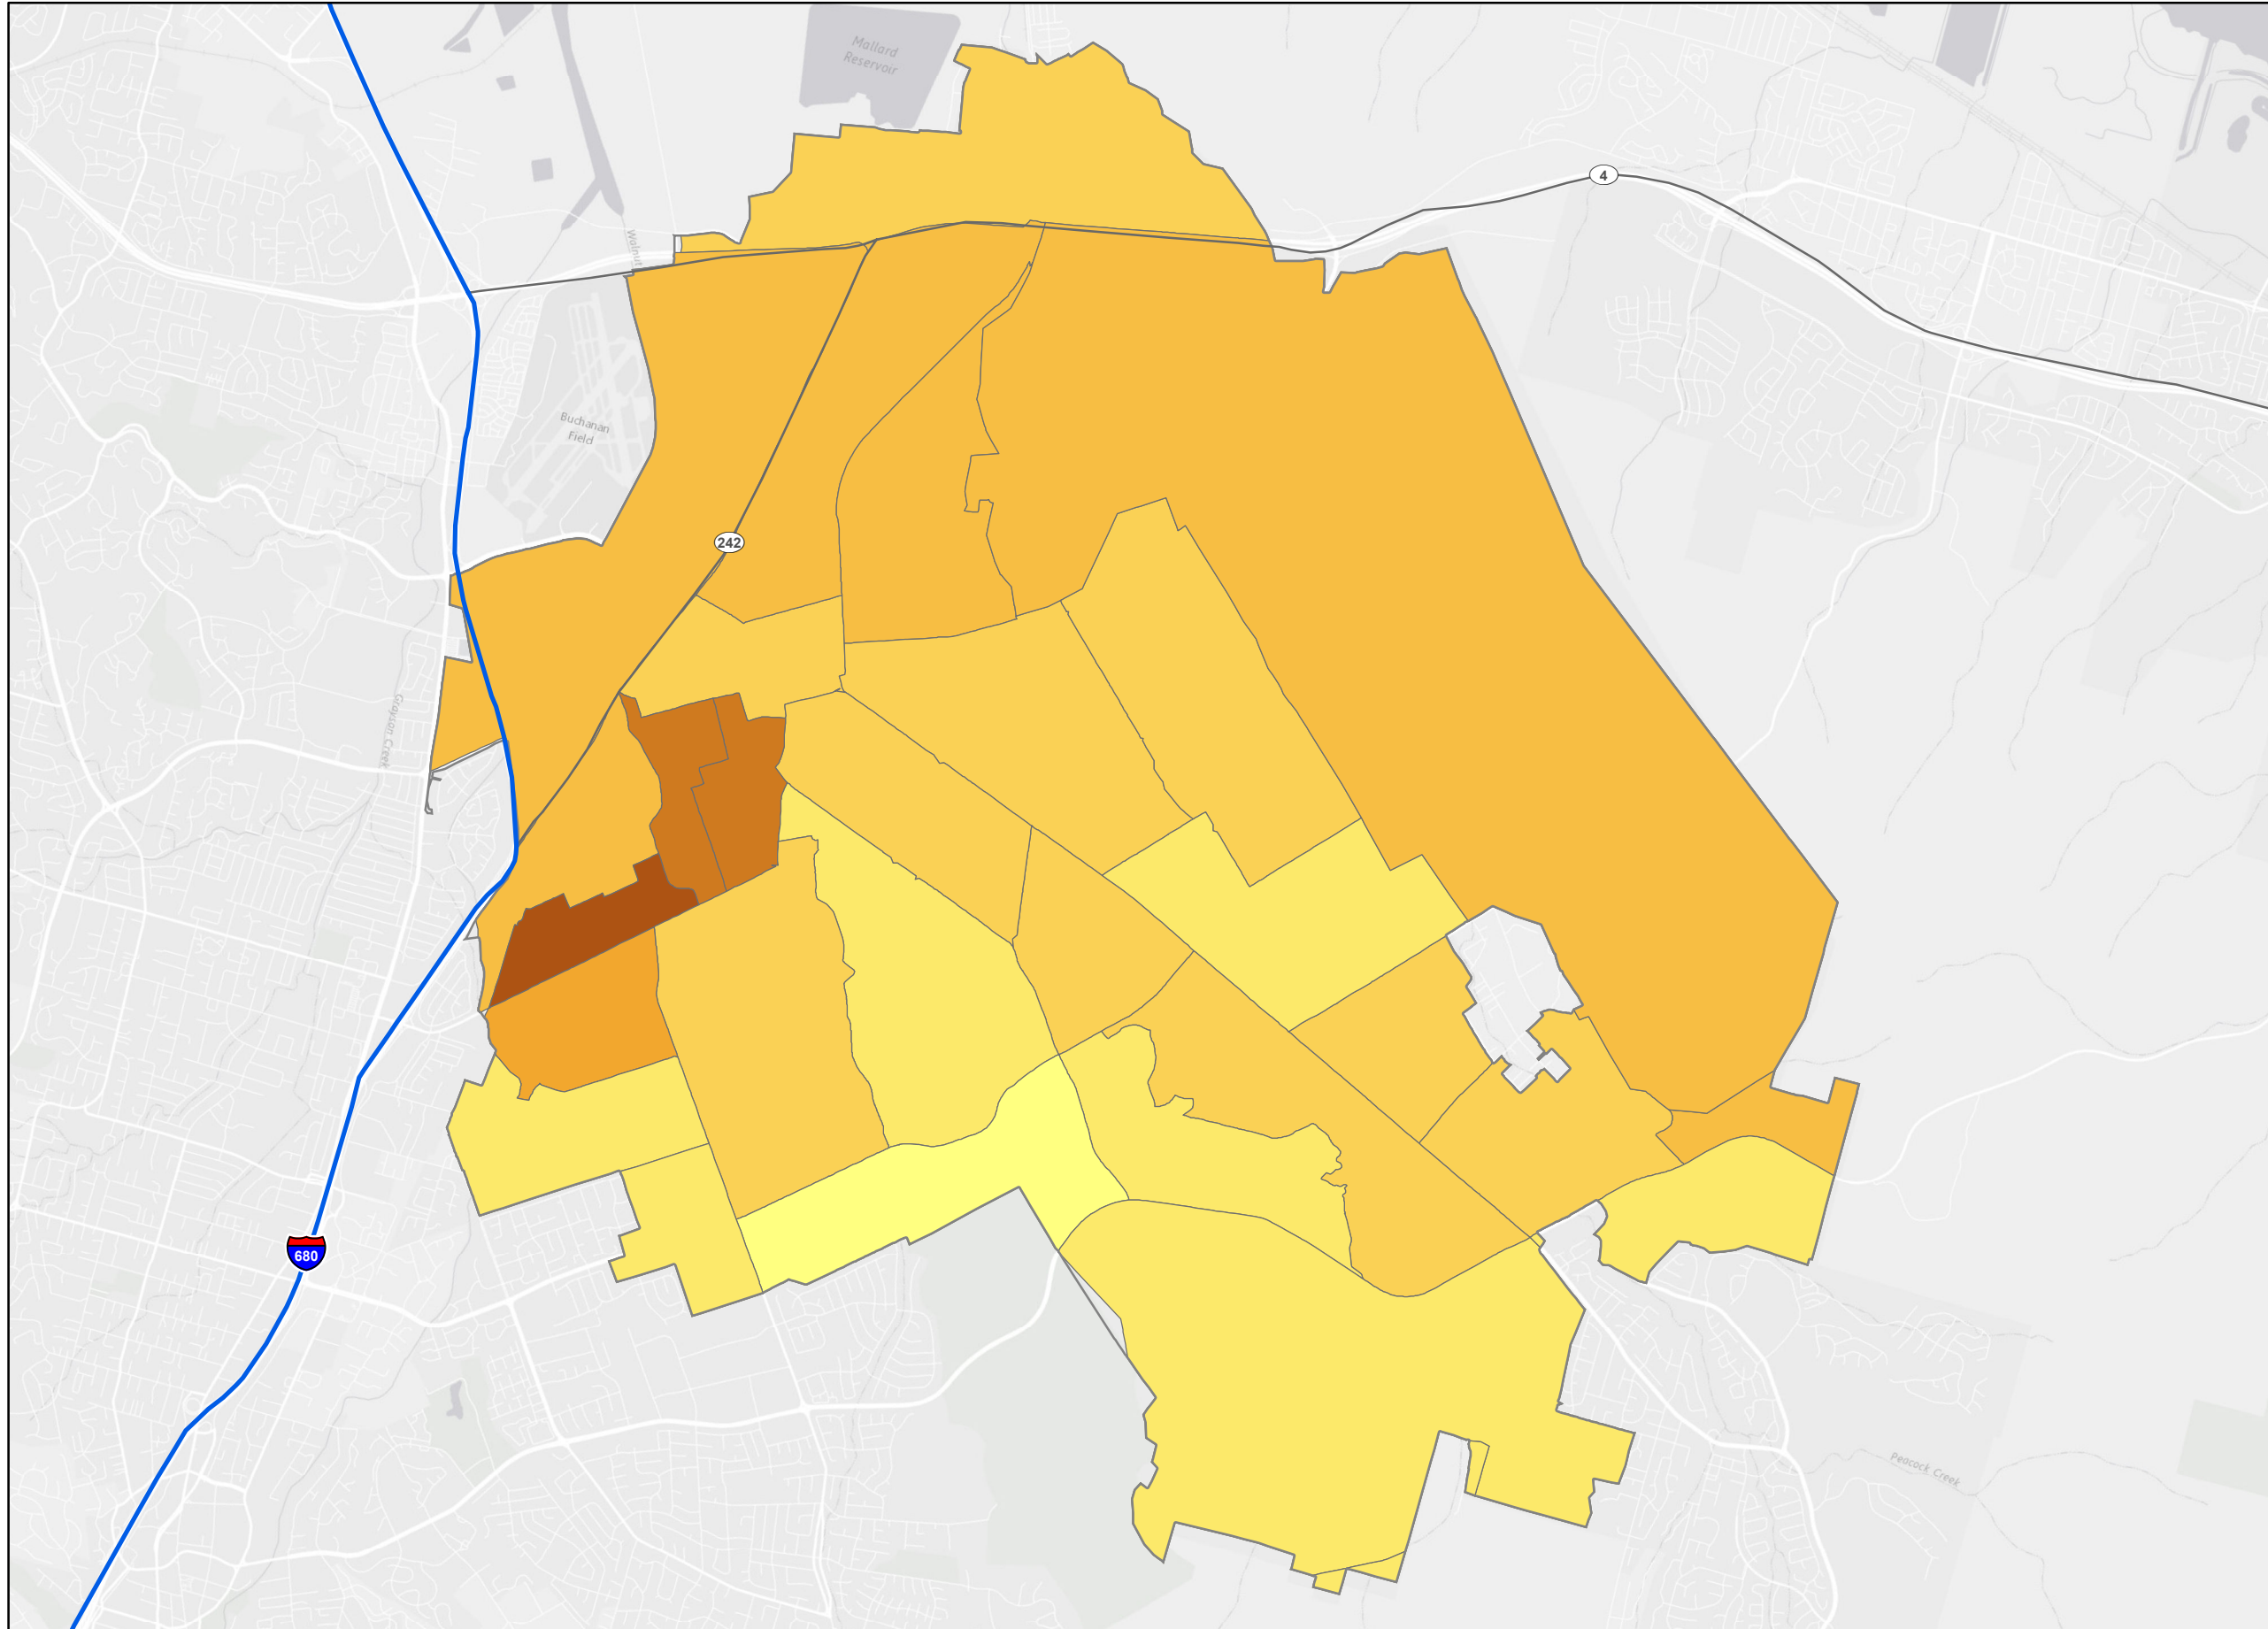 Mallard
Reservoir
4
Walnut
Buchanan
Field
242
Grayson Creek
680
Peacock Creek